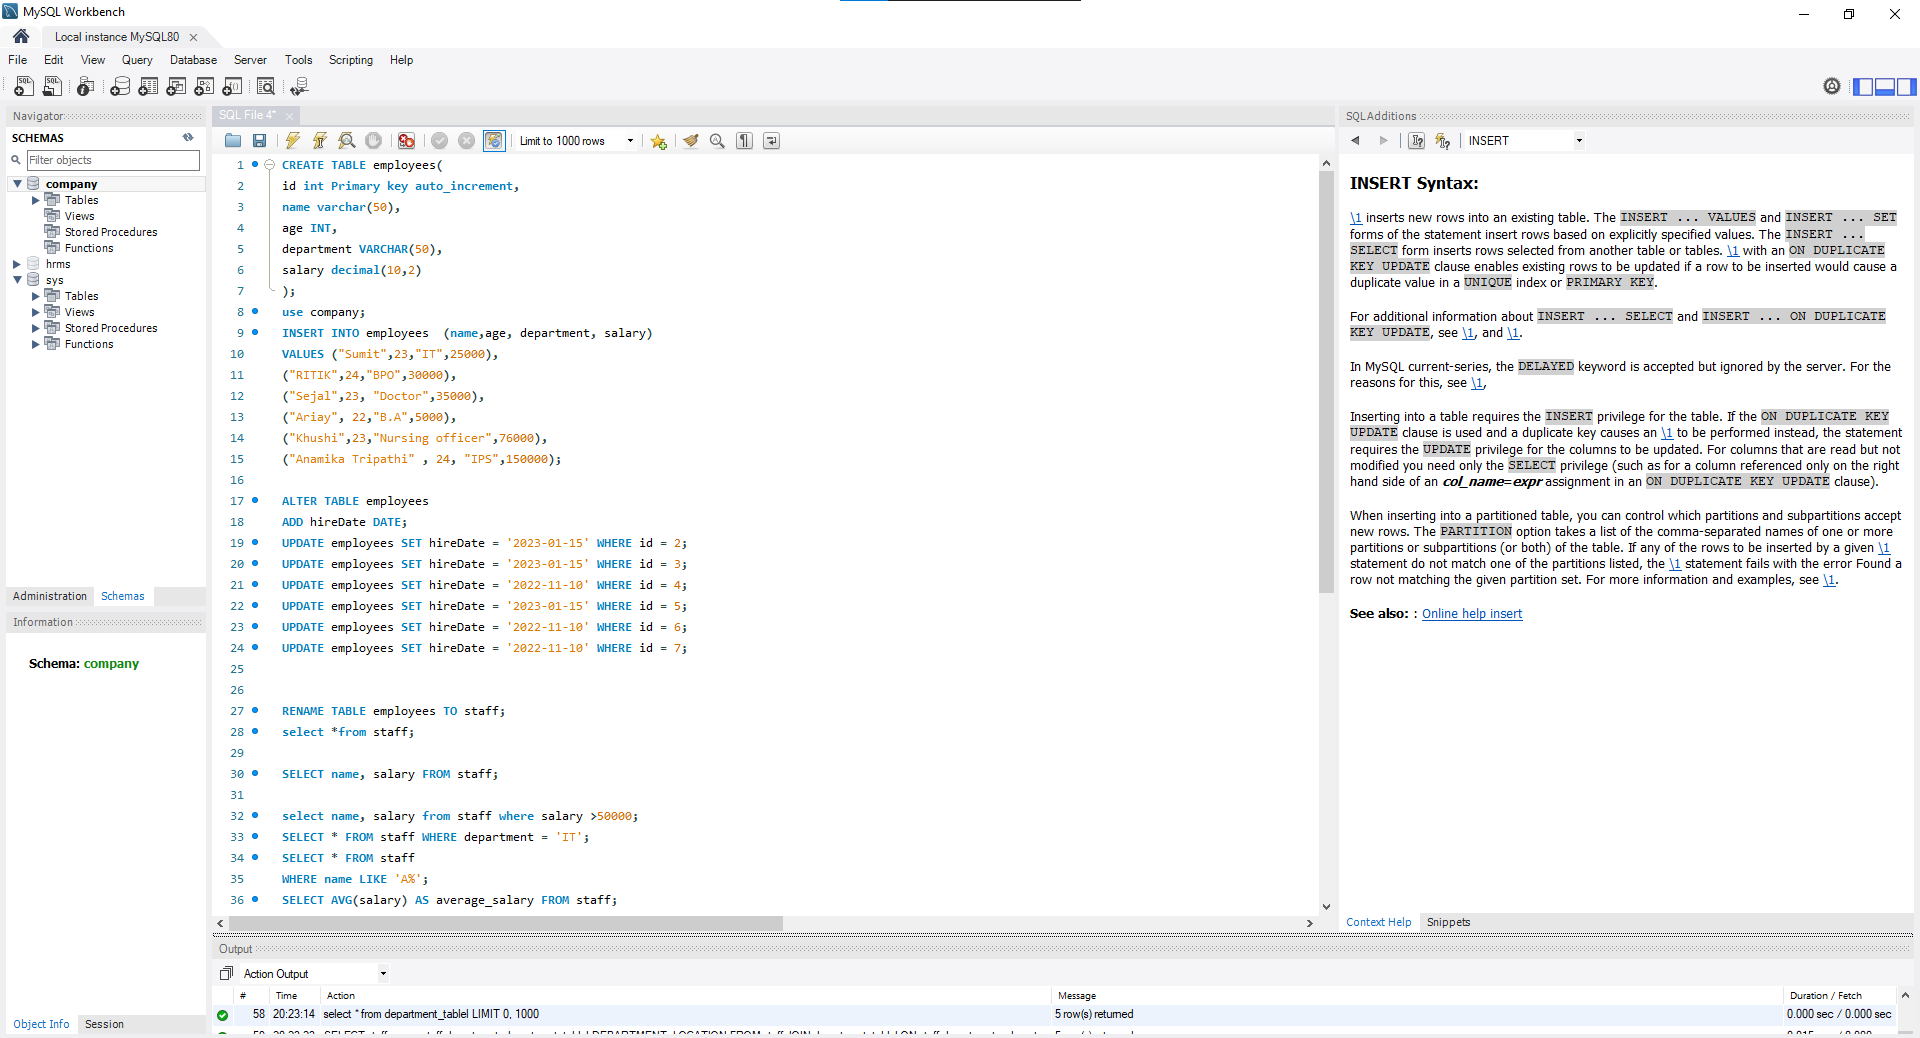 MySQL Workbench
Local instance MySQL80
File Edit View Query Database Server Tools Scripting Help
Navigator
SCHEMAS
Filter objects
company
Tables
Views
Stored Procedures
Functions
hrms
sys
Tables
Views
Stored Procedures
Functions
Administration Schemas
Information
Schema: company
Object Info Session
SQL File 4*
Limit to 1000 rows
1 CREATE TABLE employees(
2 id int Primary key auto_increment,
3 name varchar(50),
4 age INT,
5 department VARCHAR(50),
6 salary decimal(10,2)
7 );
8 use company;
9 INSERT INTO employees  (name,age, department, salary)
10 VALUES ("Sumit",23,"IT",25000),
11 ("RITIK",24,"BPO",30000),
12 ("Sejal",23, "Doctor",35000),
13 ("Ariay", 22,"B.A",5000),
14 ("Khushi",23,"Nursing officer",76000),
15 ("Anamika Tripathi" , 24, "IPS",150000);
16
17 ALTER TABLE employees
18 ADD hireDate DATE;
19 UPDATE employees SET hireDate = '2023-01-15' WHERE id = 2;
20 UPDATE employees SET hireDate = '2023-01-15' WHERE id = 3;
21 UPDATE employees SET hireDate = '2022-11-10' WHERE id = 4;
22 UPDATE employees SET hireDate = '2023-01-15' WHERE id = 5;
23 UPDATE employees SET hireDate = '2022-11-10' WHERE id = 6;
24 UPDATE employees SET hireDate = '2022-11-10' WHERE id = 7;
25
26
27 RENAME TABLE employees TO staff;
28 select *from staff;
29
30 SELECT name, salary FROM staff;
31
32 select name, salary from staff where salary >50000;
33 SELECT * FROM staff WHERE department = 'IT';
34 SELECT * FROM staff
35 WHERE name LIKE 'A%';
36 SELECT AVG(salary) AS average_salary FROM staff;
SQLAdditions
INSERT
INSERT Syntax:
\1 inserts new rows into an existing table. The INSERT ... VALUES and INSERT ... SET
forms of the statement insert rows based on explicitly specified values. The INSERT ...
SELECT form inserts rows selected from another table or tables. \1 with an ON DUPLICATE
KEY UPDATE clause enables existing rows to be updated if a row to be inserted would cause a
duplicate value in a UNIQUE index or PRIMARY KEY.
For additional information about INSERT ... SELECT and INSERT ... ON DUPLICATE
KEY UPDATE, see \1, and \1.
In MySQL current-series, the DELAYED keyword is accepted but ignored by the server. For the
reasons for this, see \1,
Inserting into a table requires the INSERT privilege for the table. If the ON DUPLICATE KEY
UPDATE clause is used and a duplicate key causes an \1 to be performed instead, the statement
requires the UPDATE privilege for the columns to be updated. For columns that are read but not
modified you need only the SELECT privilege (such as for a column referenced only on the right
hand side of an col_name=expr assignment in an ON DUPLICATE KEY UPDATE clause).
When inserting into a partitioned table, you can control which partitions and subpartitions accept
new rows. The PARTITION option takes a list of the comma-separated names of one or more
partitions or subpartitions (or both) of the table. If any of the rows to be inserted by a given \1
statement do not match one of the partitions listed, the \1 statement fails with the error Found a
row not matching the given partition set. For more information and examples, see \1.
See also: : Online help insert
Context Help Snippets
Output
Action Output
# Time Action Message Duration / Fetch
58 20:23:14 select * from department_tablel LIMIT 0, 1000 5 row(s) returned 0.000 sec / 0.000 sec